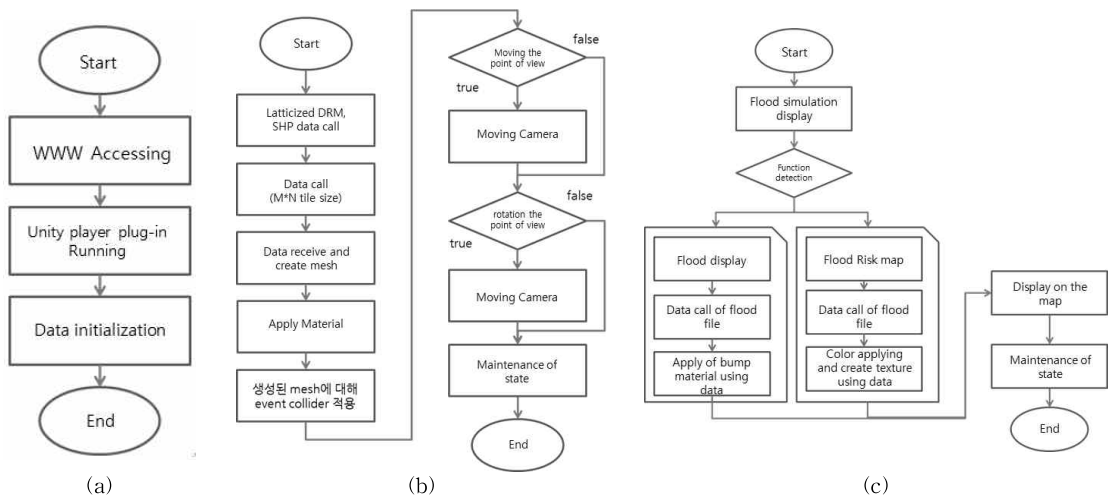 Start
WWW Accessing
Unity player plug-in
Running
Data initialization
End
(a)
Start
Latticized DRM,
SHP data call
Data call
(M*N tile size)
Data receive and
create mesh
Apply Material
생성된 mesh에 대해
event collider 적용
Moving the
point of view
false
true
Moving Camera
rotation the
point of view
false
true
Moving Camera
Maintenance of
state
End
(b)
Start
Flood simulation
display
Function
detection
Flood display
Data call of flood
file
Apply of bump
material using
data
Flood Risk map
Data call of flood
file
Color applying
and create texture
using data
Display on the
map
Maintenance of
state
End
(c)